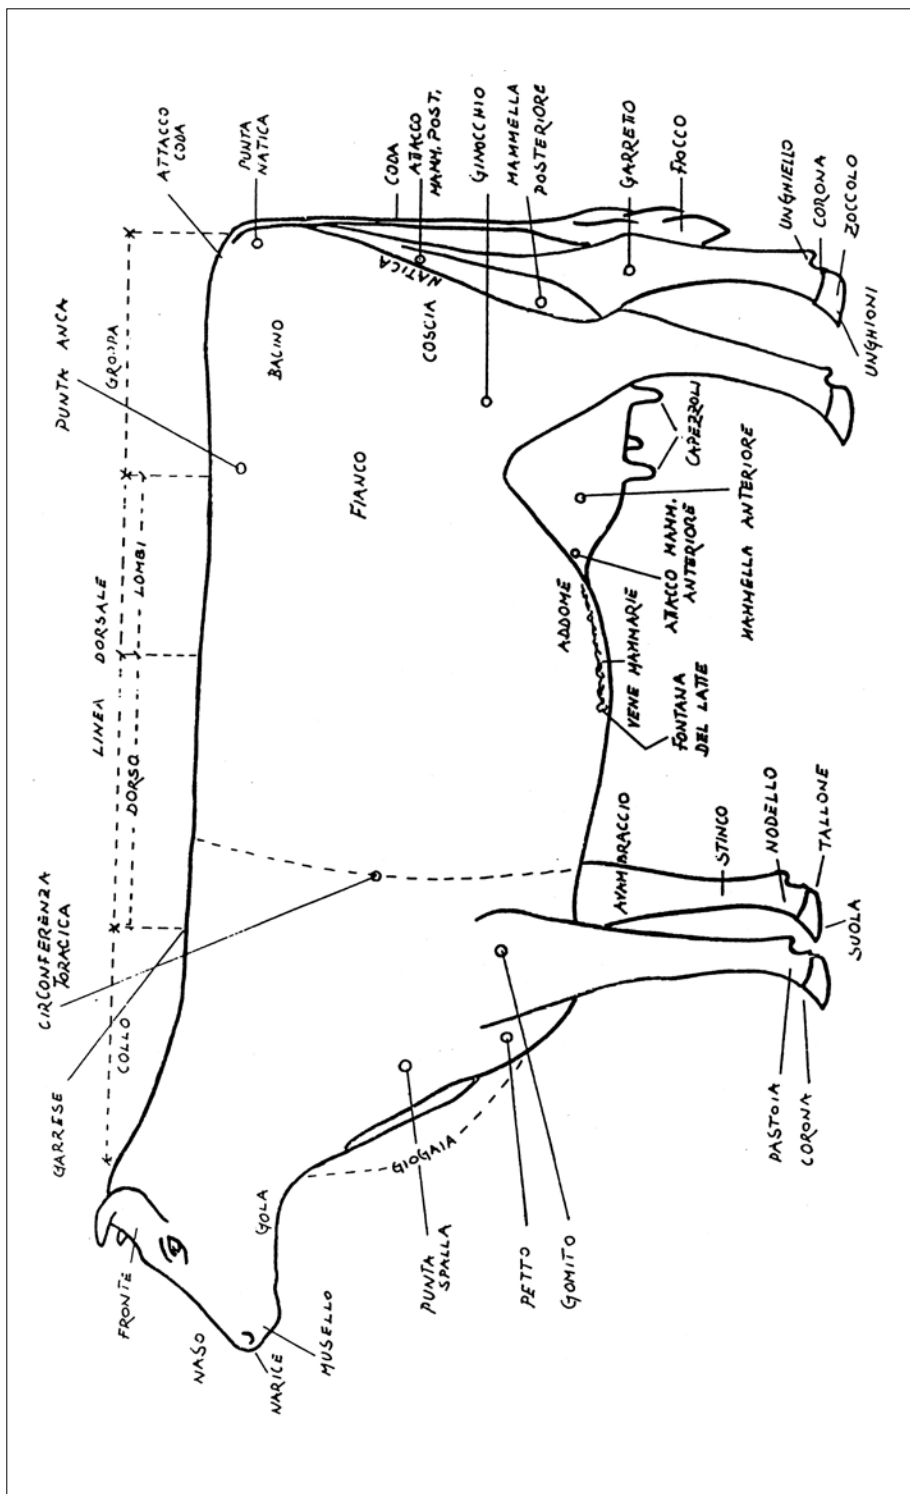 GARRESE
CIRCONFERENZA
TORACICA
LINEA DORSALE
PUNTA ANCA
ATTACCO
CODA
COLLO
DORSO
LOMBI
GROPPA
PUNTA
NATICA
FRONTE
NASO
NARICE
MUSELLO
GOLA
GIOGAIA
BACINO
FIANCO
NATICA
COSCIA
CODA
ATTACCO
MAMM. POST.
GINOCCHIO
MAMMELLA
POSTERIORE
GARRETO
FIOCCO
PUNTA
SPALLA
PETTO
GOMITO
ADDOME
AVAMBRACCIO
VENE MAMMARIE
FONTANA
DEL LATTE
ATTACCO MAMM.
ANTERIORE
MAMMELLA ANTERIORE
CAPEZZOLI
STINCO
NODELLO
TALLONE
SUOLA
PASTOIA
CORONA
UNGHIELLO
CORONA
ZOCCOLO
UNGHIONI